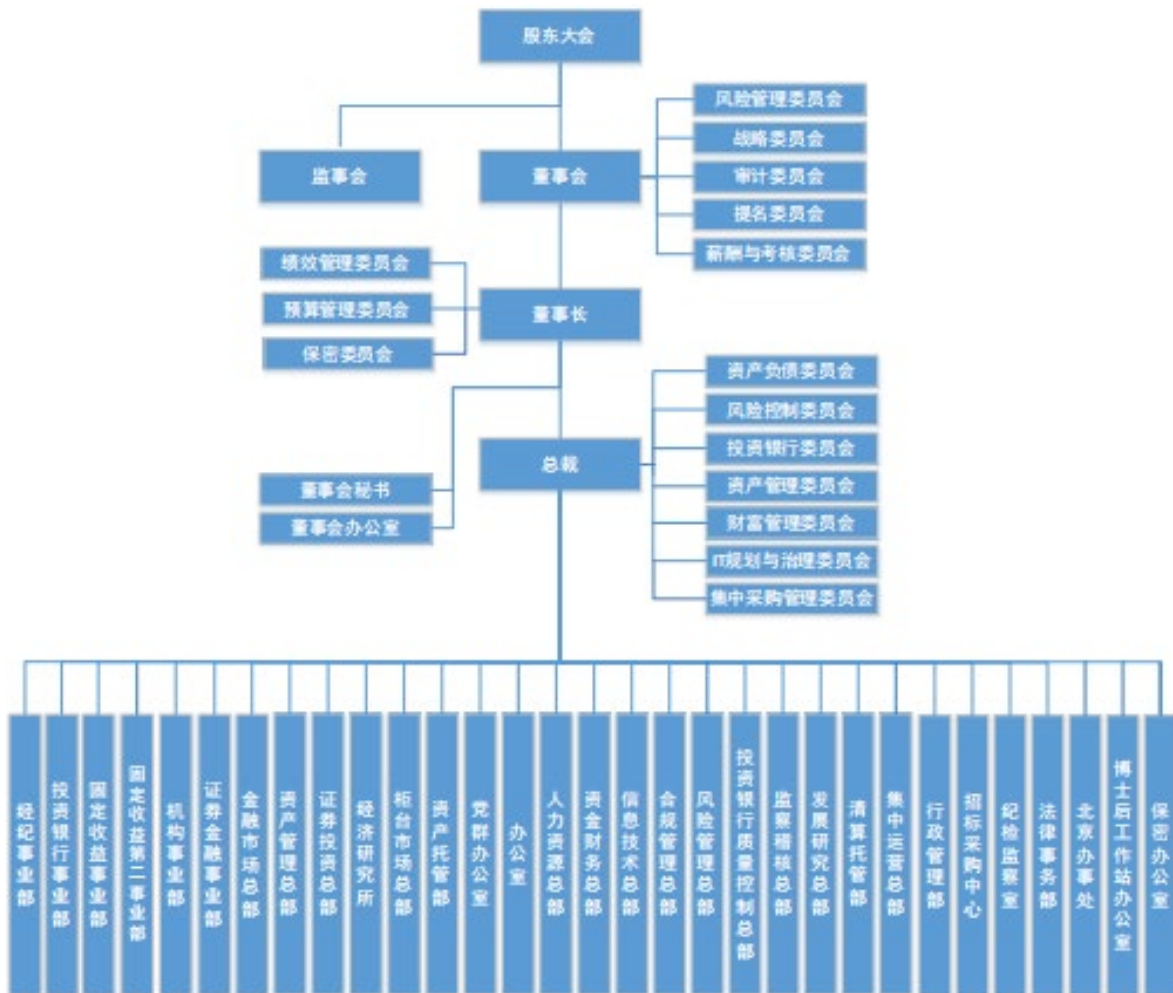 股东大会
监事会
董事会
风险管理委员会
战略委员会
审计委员会
提名委员会
薪酬与考核委员会
绩效管理委员会
预算管理委员会
保密委员会
董事长
资产负债委员会
风险控制委员会
投资银行委员会
资产管理委员会
财富管理委员会
IT规划与治理委员会
集中采购管理委员会
总裁
董事会秘书
董事会办公室
经纪事业部
投资银行事业部
固定收益事业部
固定收益第二事业部
机构事业部
证券金融事业部
金融市场总部
资产管理总部
证券投资总部
经济研究所
柜台市场总部
资产托管部
党群办公室
办公室
人力资源总部
资金财务总部
信息技术总部
合规管理总部
风险管理总部
投资银行质量控制总部
监察稽核总部
发展研究总部
清算托管部
集中运营总部
行政管理部
招标采购中心
纪检监察室
法律事务部
北京办事处
博士后工作站办公室
保密办公室